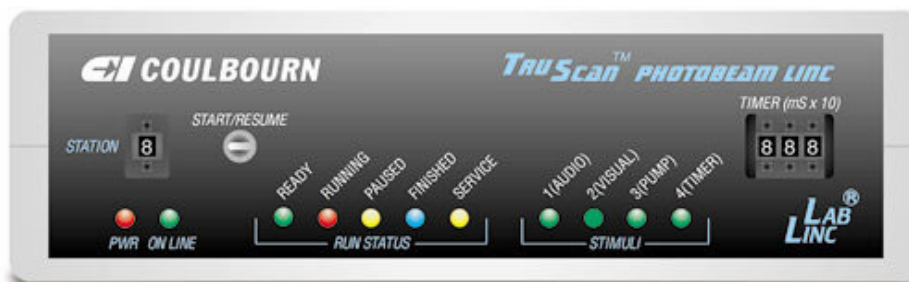 COULBOURN
TRUSCAN™ PHOTOBEAM LINC
TIMER (mS x 10)
START/RESUME
STATION 8
888
READY RUNNING PAUSED FINISHED SERVICE
1(AUDIO) 2(VISUAL) 3(PUMP) 4(TIMER)
PWR ON LINE
RUN STATUS
STIMULI
LAB LINC®